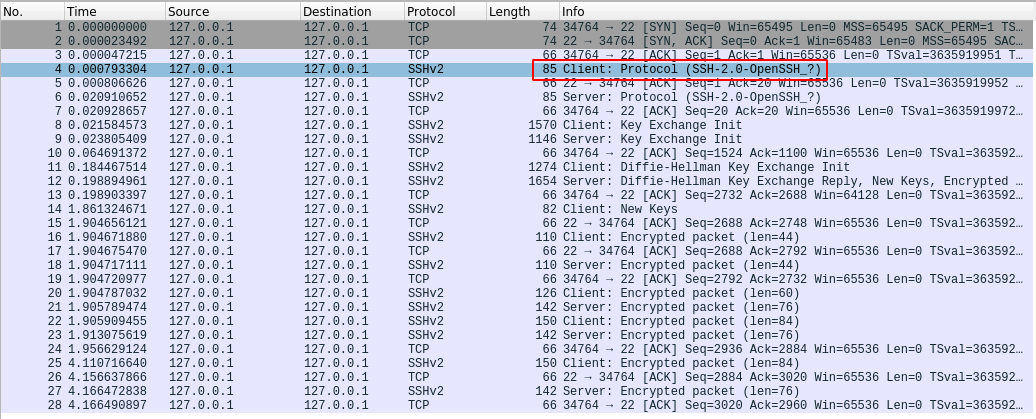 No. Time Source Destination Protocol Length Info
1 0.000000000 127.0.0.1 127.0.0.1 TCP 74 34764 → 22 [SYN] Seq=0 Win=65495 Len=0 MSS=65495 SACK_PERM=1 TS…
2 0.000023492 127.0.0.1 127.0.0.1 TCP 74 22 → 34764 [SYN, ACK] Seq=0 Ack=1 Win=65483 Len=0 MSS=65495 SAC…
3 0.000047215 127.0.0.1 127.0.0.1 TCP 66 34764 → 22 [ACK] Seq=1 Ack=1 Win=65536 Len=0 TSval=3635919951 T…
4 0.000793304 127.0.0.1 127.0.0.1 SSHv2 85 Client: Protocol (SSH-2.0-OpenSSH_?)
5 0.000806626 127.0.0.1 127.0.0.1 TCP 66 22 → 34764 [ACK] Seq=1 Ack=20 Win=65536 Len=0 TSval=3635919952 …
6 0.020910652 127.0.0.1 127.0.0.1 SSHv2 85 Server: Protocol (SSH-2.0-OpenSSH_?)
7 0.020928657 127.0.0.1 127.0.0.1 TCP 66 34764 → 22 [ACK] Seq=20 Ack=20 Win=65536 Len=0 TSval=3635919972…
8 0.021584573 127.0.0.1 127.0.0.1 SSHv2 1570 Client: Key Exchange Init
9 0.023805409 127.0.0.1 127.0.0.1 SSHv2 1146 Server: Key Exchange Init
10 0.064691372 127.0.0.1 127.0.0.1 TCP 66 34764 → 22 [ACK] Seq=1524 Ack=1100 Win=65536 Len=0 TSval=363592…
11 0.184467514 127.0.0.1 127.0.0.1 SSHv2 1274 Client: Diffie-Hellman Key Exchange Init
12 0.198894961 127.0.0.1 127.0.0.1 SSHv2 1654 Server: Diffie-Hellman Key Exchange Reply, New Keys, Encrypted …
13 0.198903397 127.0.0.1 127.0.0.1 TCP 66 34764 → 22 [ACK] Seq=2732 Ack=2688 Win=64128 Len=0 TSval=363592…
14 1.861324671 127.0.0.1 127.0.0.1 SSHv2 82 Client: New Keys
15 1.904656121 127.0.0.1 127.0.0.1 TCP 66 22 → 34764 [ACK] Seq=2688 Ack=2748 Win=65536 Len=0 TSval=363592…
16 1.904671880 127.0.0.1 127.0.0.1 SSHv2 110 Client: Encrypted packet (len=44)
17 1.904675470 127.0.0.1 127.0.0.1 TCP 66 22 → 34764 [ACK] Seq=2688 Ack=2792 Win=65536 Len=0 TSval=363592…
18 1.904717111 127.0.0.1 127.0.0.1 SSHv2 110 Server: Encrypted packet (len=44)
19 1.904720977 127.0.0.1 127.0.0.1 TCP 66 34764 → 22 [ACK] Seq=2792 Ack=2732 Win=65536 Len=0 TSval=363592…
20 1.904787032 127.0.0.1 127.0.0.1 SSHv2 126 Client: Encrypted packet (len=60)
21 1.905789474 127.0.0.1 127.0.0.1 SSHv2 142 Server: Encrypted packet (len=76)
22 1.905909455 127.0.0.1 127.0.0.1 SSHv2 150 Client: Encrypted packet (len=84)
23 1.913075619 127.0.0.1 127.0.0.1 SSHv2 142 Server: Encrypted packet (len=76)
24 1.956629124 127.0.0.1 127.0.0.1 TCP 66 34764 → 22 [ACK] Seq=2936 Ack=2884 Win=65536 Len=0 TSval=363592…
25 4.110716640 127.0.0.1 127.0.0.1 SSHv2 150 Client: Encrypted packet (len=84)
26 4.156637866 127.0.0.1 127.0.0.1 TCP 66 22 → 34764 [ACK] Seq=2884 Ack=3020 Win=65536 Len=0 TSval=363592…
27 4.166472838 127.0.0.1 127.0.0.1 SSHv2 142 Server: Encrypted packet (len=76)
28 4.166490897 127.0.0.1 127.0.0.1 TCP 66 34764 → 22 [ACK] Seq=3020 Ack=2960 Win=65536 Len=0 TSval=363592…